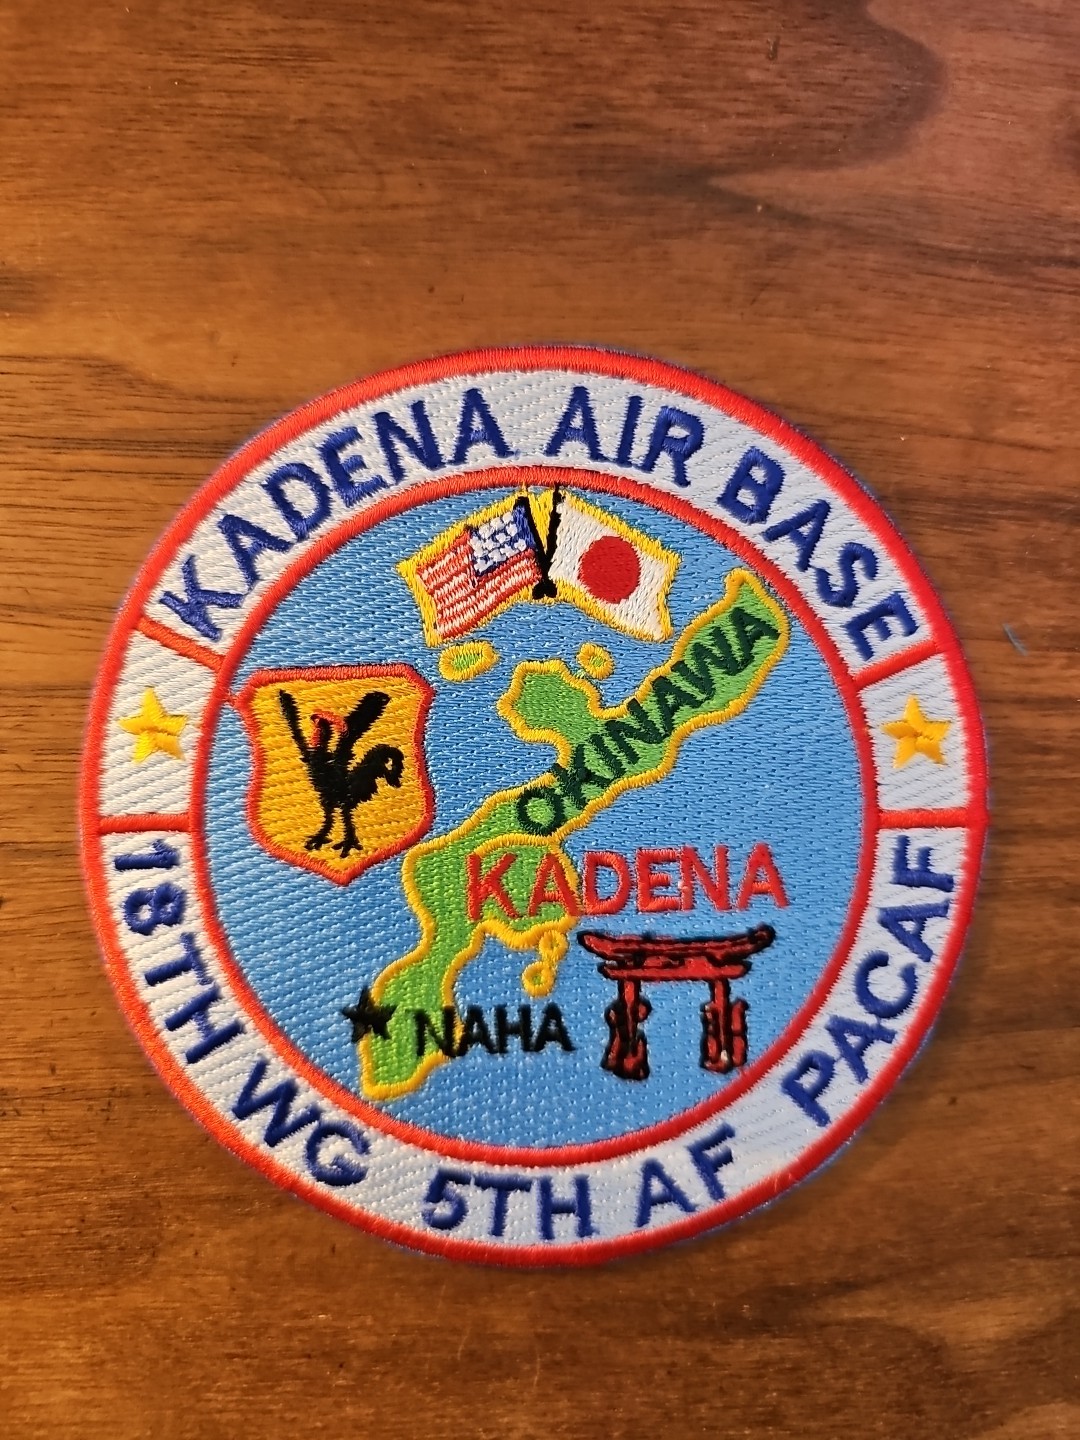 KADENA AIR BASE
OKINAWA
KADENA
NAHA
18TH WG 5TH AF PACAF